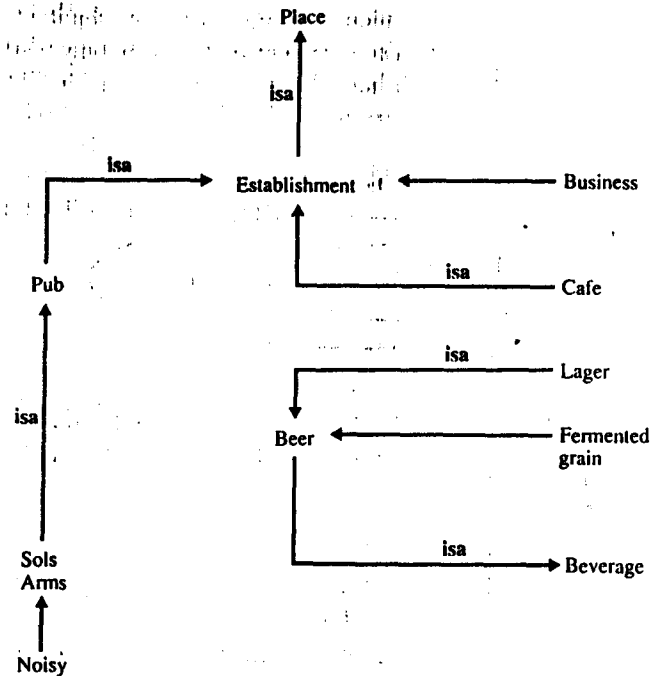 Place
isa
isa
Establishment
Business
Pub
isa
Cafe
isa
Lager
isa
Beer
Fermented
grain
isa
Beverage
Sols
Arms
Noisy